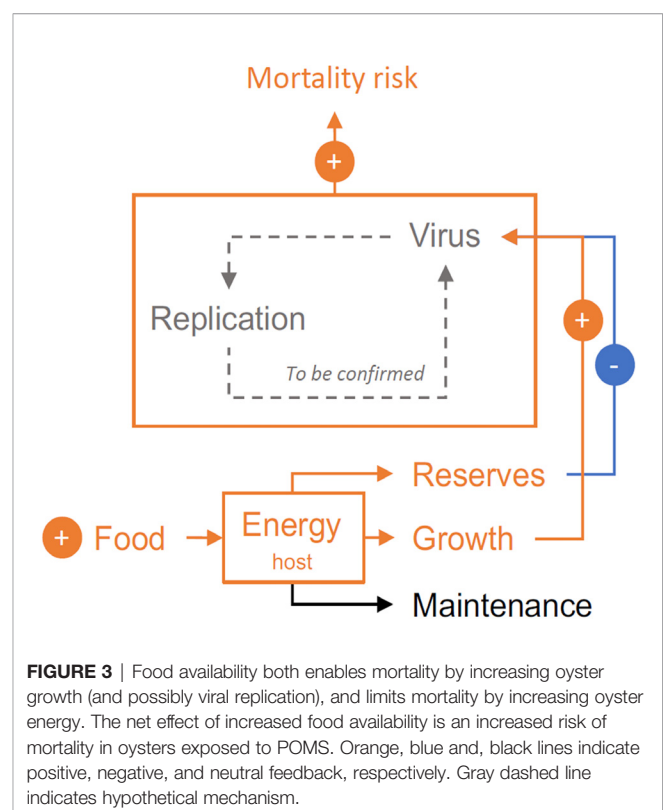 Mortality risk
+
Virus
Replication
To be confirmed
+
-
Reserves
+ Food
Energy
host
Growth
Maintenance
FIGURE 3 | Food availability both enables mortality by increasing oyster
growth (and possibly viral replication), and limits mortality by increasing oyster
energy. The net effect of increased food availability is an increased risk of
mortality in oysters exposed to POMS. Orange, blue and, black lines indicate
positive, negative, and neutral feedback, respectively. Gray dashed line
indicates hypothetical mechanism.